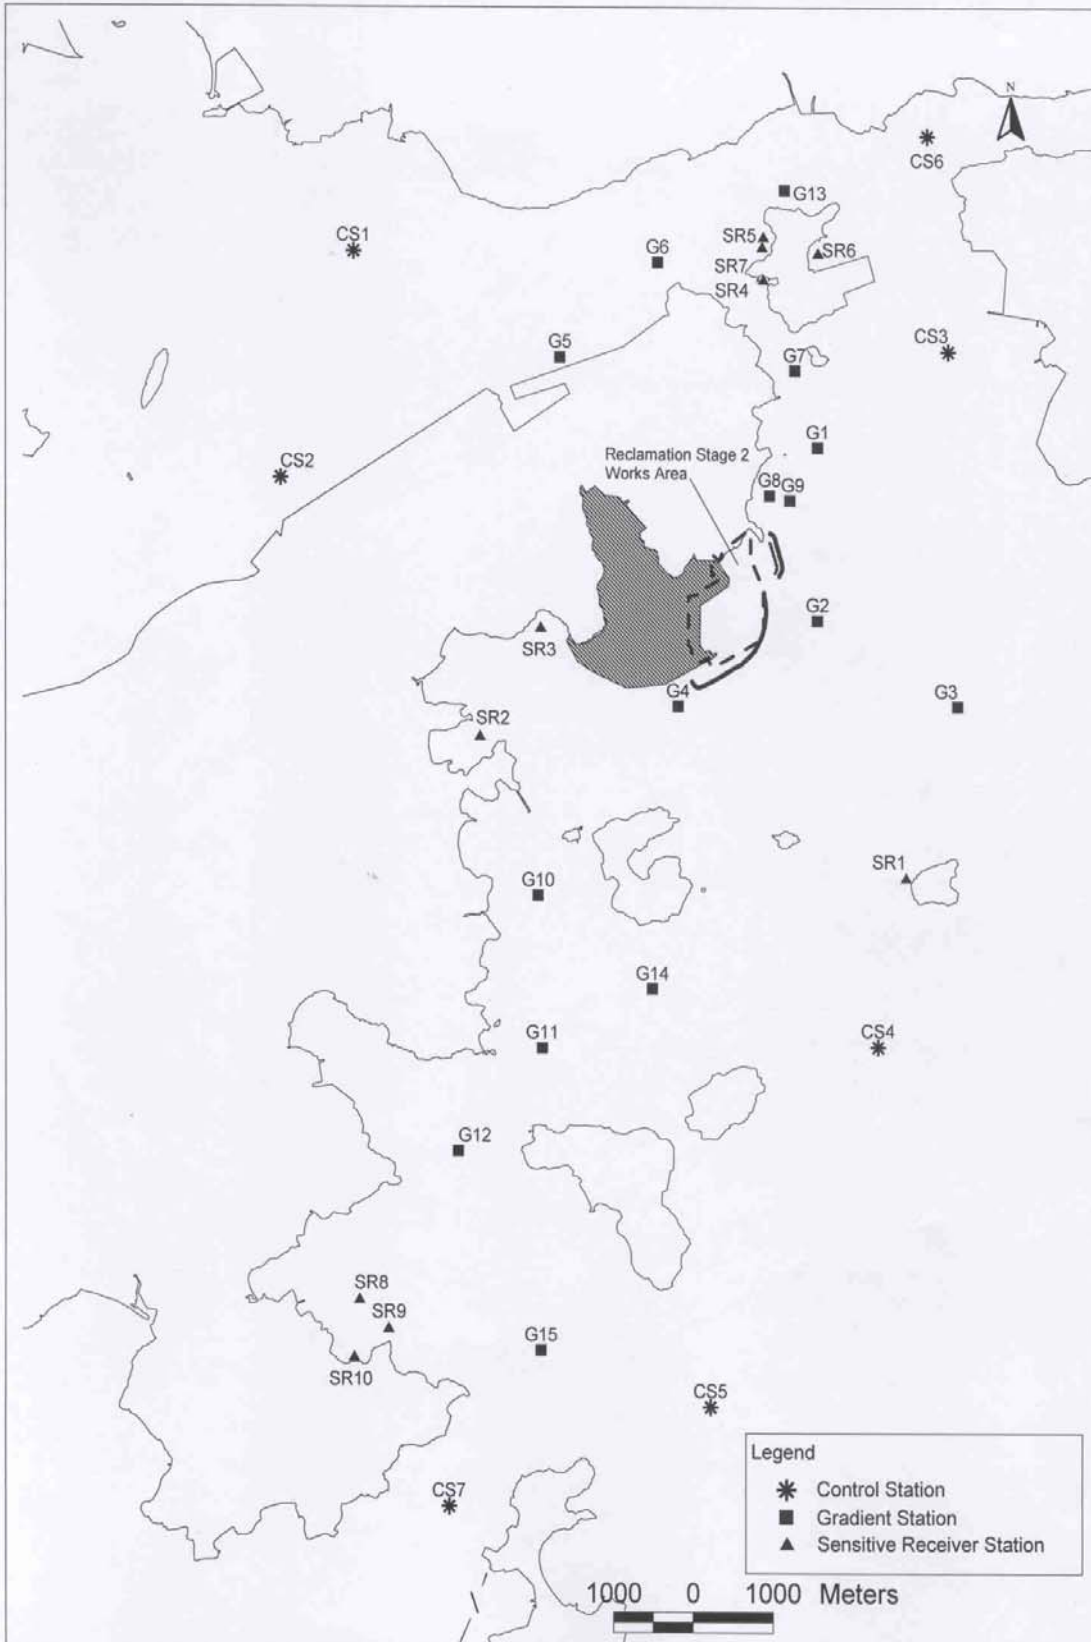 N
CS6
G13
CS1
SR5
G6
SR6
SR7
SR4
CS3
G5
G7
G1
Reclamation Stage 2
Works Area
CS2
G8
G9
G2
SR3
G4
G3
SR2
SR1
G10
G14
G11
CS4
G12
SR8
SR9
G15
SR10
CS5
Legend
CS7
Control Station
Gradient Station
Sensitive Receiver Station
1000 0 1000 Meters